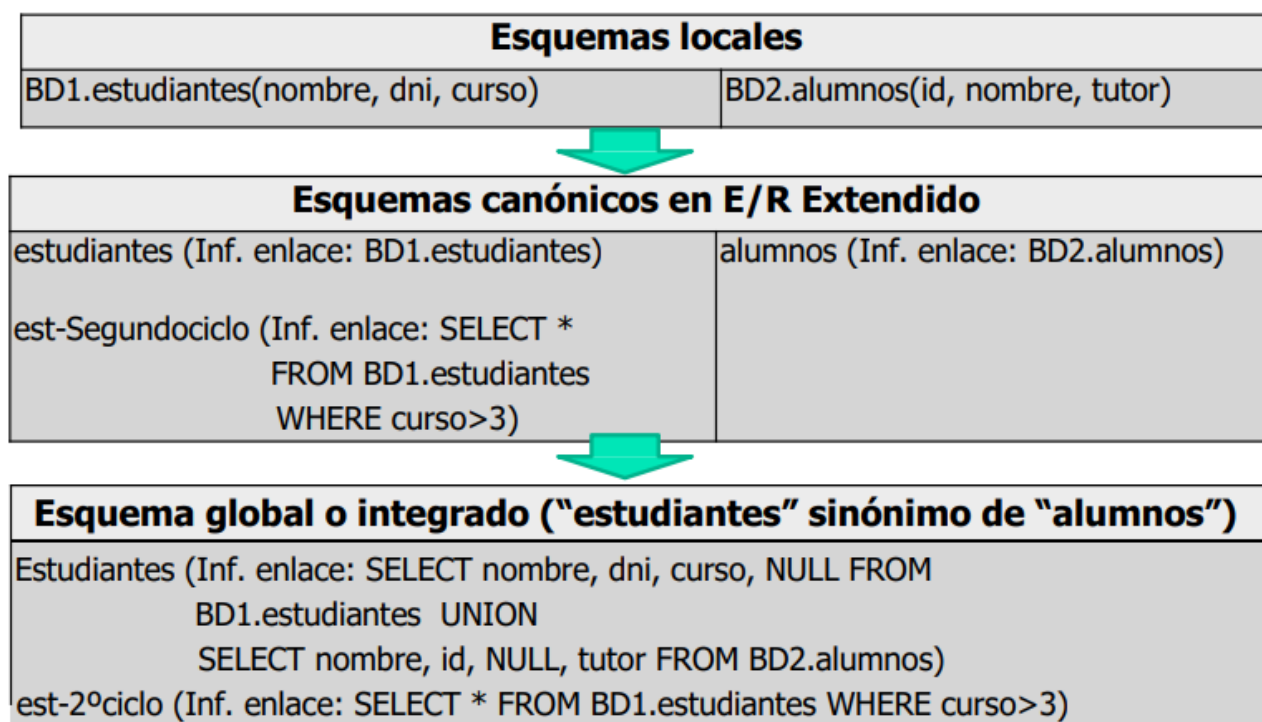 Esquemas locales
BD1.estudiantes(nombre, dni, curso)
BD2.alumnos(id, nombre, tutor)
Esquemas canónicos en E/R Extendido
estudiantes (Inf. enlace: BD1.estudiantes)
est-Segundociclo (Inf. enlace: SELECT *
FROM BD1.estudiantes
WHERE curso>3)
alumnos (Inf. enlace: BD2.alumnos)
Esquema global o integrado (“estudiantes” sinónimo de “alumnos”)
Estudiantes (Inf. enlace: SELECT nombre, dni, curso, NULL FROM
BD1.estudiantes UNION
SELECT nombre, id, NULL, tutor FROM BD2.alumnos)
est-2ºciclo (Inf. enlace: SELECT * FROM BD1.estudiantes WHERE curso>3)